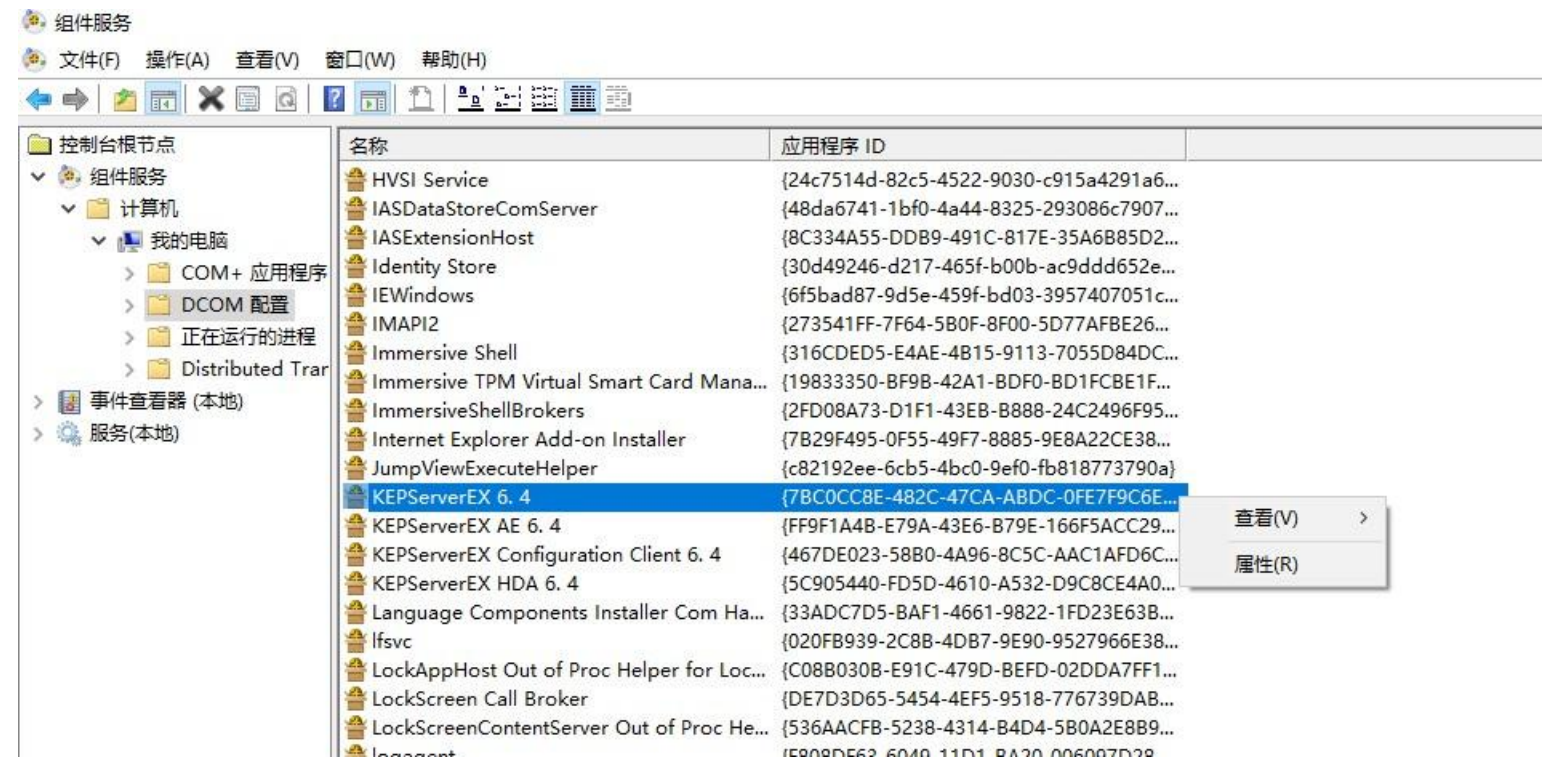 组件服务
文件(F) 操作(A) 查看(V) 窗口(W) 帮助(H)
控制台根节点
组件服务
计算机
我的电脑
COM+ 应用程序
DCOM 配置
正在运行的进程
Distributed Trar
事件查看器 (本地)
服务(本地)
名称 应用程序 ID
HVSI Service {24c7514d-82c5-4522-9030-c915a4291a6...
IASDataStoreComServer {48da6741-1bf0-4a44-8325-293086c7907...
IASExtensionHost {8C334A55-DDB9-491C-817E-35A6B85D2...
Identity Store {30d49246-d217-465f-b00b-ac9ddd652e...
IEWindows {6f5bad87-9d5e-459f-bd03-3957407051c...
IMAPI2 {273541FF-7F64-5B0F-8F00-5D77AFBE26...
Immersive Shell {316CDED5-E4AE-4B15-9113-7055D84DC...
Immersive TPM Virtual Smart Card Mana... {19833350-BF9B-42A1-BDF0-BD1FCBE1F...
ImmersiveShellBrokers {2FD08A73-D1F1-43EB-B888-24C2496F95...
Internet Explorer Add-on Installer {7B29F495-0F55-49F7-8885-9E8A22CE38...
JumpViewExecuteHelper {c82192ee-6cb5-4bc0-9ef0-fb818773790a}
KEPServerEX 6. 4 {7BC0CC8E-482C-47CA-ABDC-0FE7F9C6E...
KEPServerEX AE 6. 4 {FF9F1A4B-E79A-43E6-B79E-166F5ACC29...
KEPServerEX Configuration Client 6. 4 {467DE023-58B0-4A96-8C5C-AAC1AFD6C...
KEPServerEX HDA 6. 4 {5C905440-FD5D-4610-A532-D9C8CE4A0...
Language Components Installer Com Ha... {33ADC7D5-BAF1-4661-9822-1FD23E63B...
lfsvc {020FB939-2C8B-4DB7-9E90-9527966E38...
LockAppHost Out of Proc Helper for Loc... {C08B030B-E91C-479D-BEFD-02DDA7FF1...
LockScreen Call Broker {DE7D3D65-5454-4EF5-9518-776739DAB...
LockScreenContentServer Out of Proc He... {536AACFB-5238-4314-B4D4-5B0A2E8B9...
logagent {F808DF63-6049-11D1-BA20-006097D28...
查看(V)
属性(R)